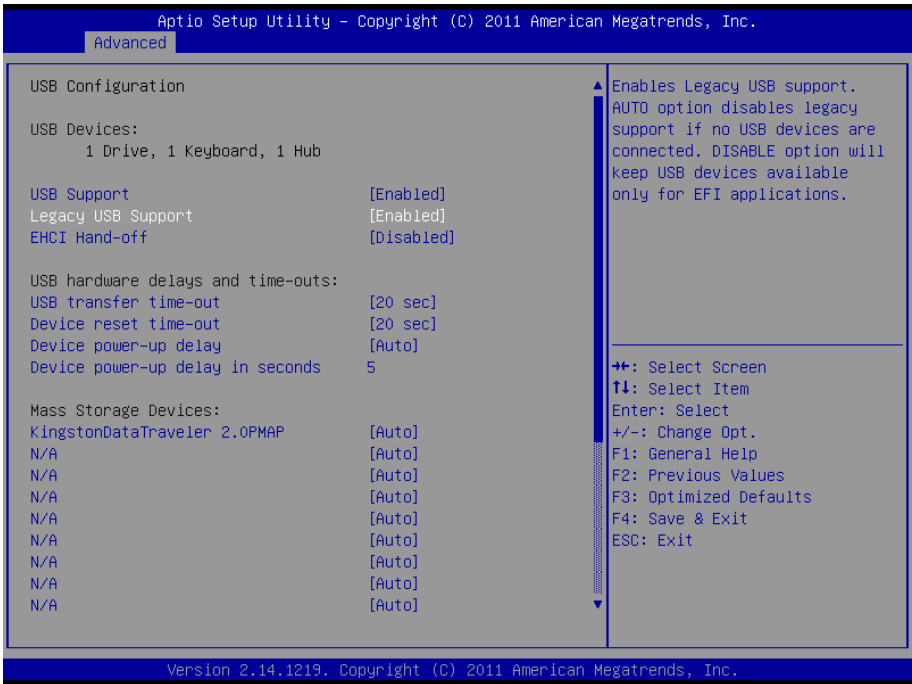 Aptio Setup Utility – Copyright (C) 2011 American Megatrends, Inc.
Advanced
USB Configuration
USB Devices:
1 Drive, 1 Keyboard, 1 Hub
USB Support [Enabled]
Legacy USB Support [Enabled]
EHCI Hand-off [Disabled]
USB hardware delays and time-outs:
USB transfer time-out [20 sec]
Device reset time-out [20 sec]
Device power-up delay [Auto]
Device power-up delay in seconds 5
Mass Storage Devices:
KingstonDataTraveler 2.0PMAP [Auto]
N/A [Auto]
N/A [Auto]
N/A [Auto]
N/A [Auto]
N/A [Auto]
N/A [Auto]
N/A [Auto]
N/A [Auto]
Enables Legacy USB support.
AUTO option disables legacy
support if no USB devices are
connected. DISABLE option will
keep USB devices available
only for EFI applications.
→←: Select Screen
↑↓: Select Item
Enter: Select
+/-: Change Opt.
F1: General Help
F2: Previous Values
F3: Optimized Defaults
F4: Save & Exit
ESC: Exit
Version 2.14.1219. Copyright (C) 2011 American Megatrends, Inc.